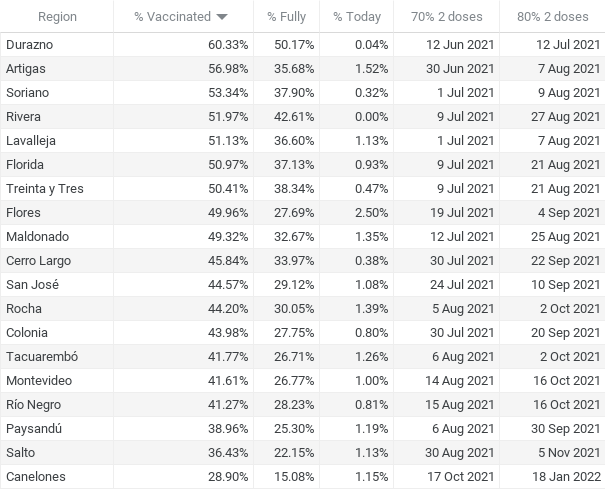 Region % Vaccinated % Fully % Today 70% 2 doses 80% 2 doses
Durazno 60.33% 50.17% 0.04% 12 Jun 2021 12 Jul 2021
Artigas 56.98% 35.68% 1.52% 30 Jun 2021 7 Aug 2021
Soriano 53.34% 37.90% 0.32% 1 Jul 2021 9 Aug 2021
Rivera 51.97% 42.61% 0.00% 9 Jul 2021 27 Aug 2021
Lavalleja 51.13% 36.60% 1.13% 1 Jul 2021 7 Aug 2021
Florida 50.97% 37.13% 0.93% 9 Jul 2021 21 Aug 2021
Treinta y Tres 50.41% 38.34% 0.47% 9 Jul 2021 21 Aug 2021
Flores 49.96% 27.69% 2.50% 19 Jul 2021 4 Sep 2021
Maldonado 49.32% 32.67% 1.35% 12 Jul 2021 25 Aug 2021
Cerro Largo 45.84% 33.97% 0.38% 30 Jul 2021 22 Sep 2021
San José 44.57% 29.12% 1.08% 24 Jul 2021 10 Sep 2021
Rocha 44.20% 30.05% 1.39% 5 Aug 2021 2 Oct 2021
Colonia 43.98% 27.75% 0.80% 30 Jul 2021 20 Sep 2021
Tacuarembó 41.77% 26.71% 1.26% 6 Aug 2021 2 Oct 2021
Montevideo 41.61% 26.77% 1.00% 14 Aug 2021 16 Oct 2021
Río Negro 41.27% 28.23% 0.81% 15 Aug 2021 16 Oct 2021
Paysandú 38.96% 25.30% 1.19% 6 Aug 2021 30 Sep 2021
Salto 36.43% 22.15% 1.13% 30 Aug 2021 5 Nov 2021
Canelones 28.90% 15.08% 1.15% 17 Oct 2021 18 Jan 2022